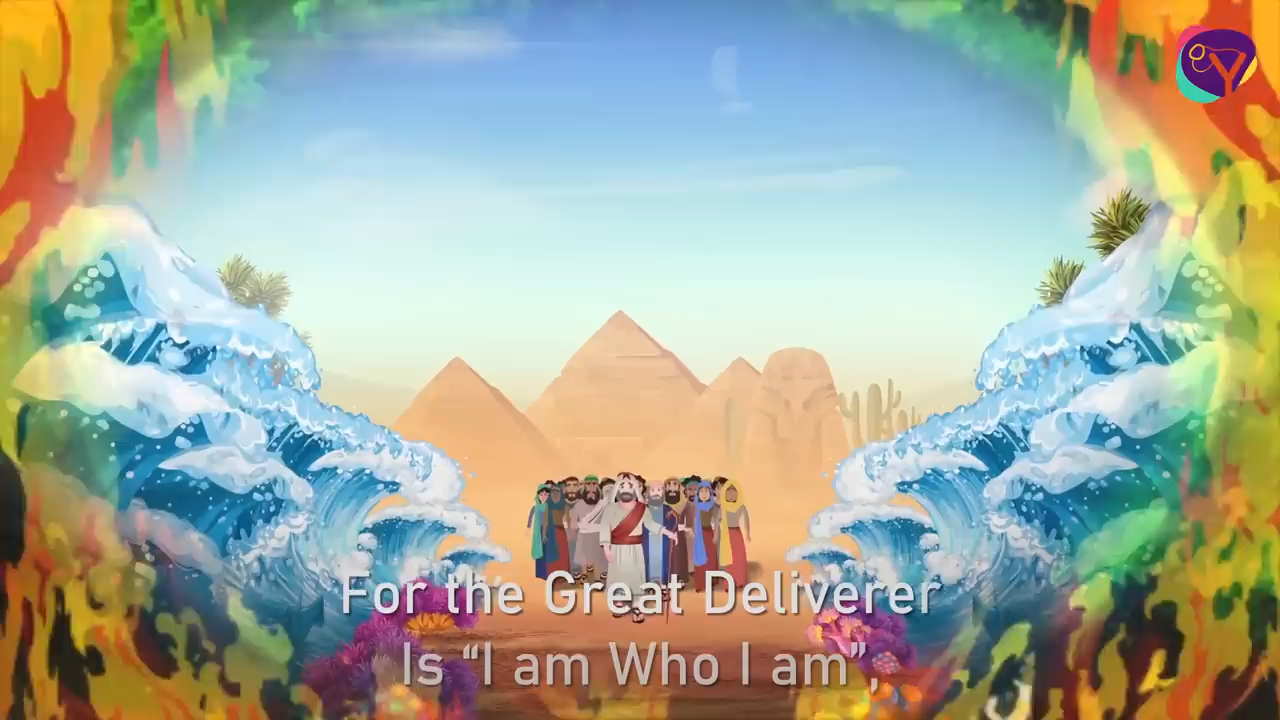 For the Great Deliverer
Is “I am Who I am”,